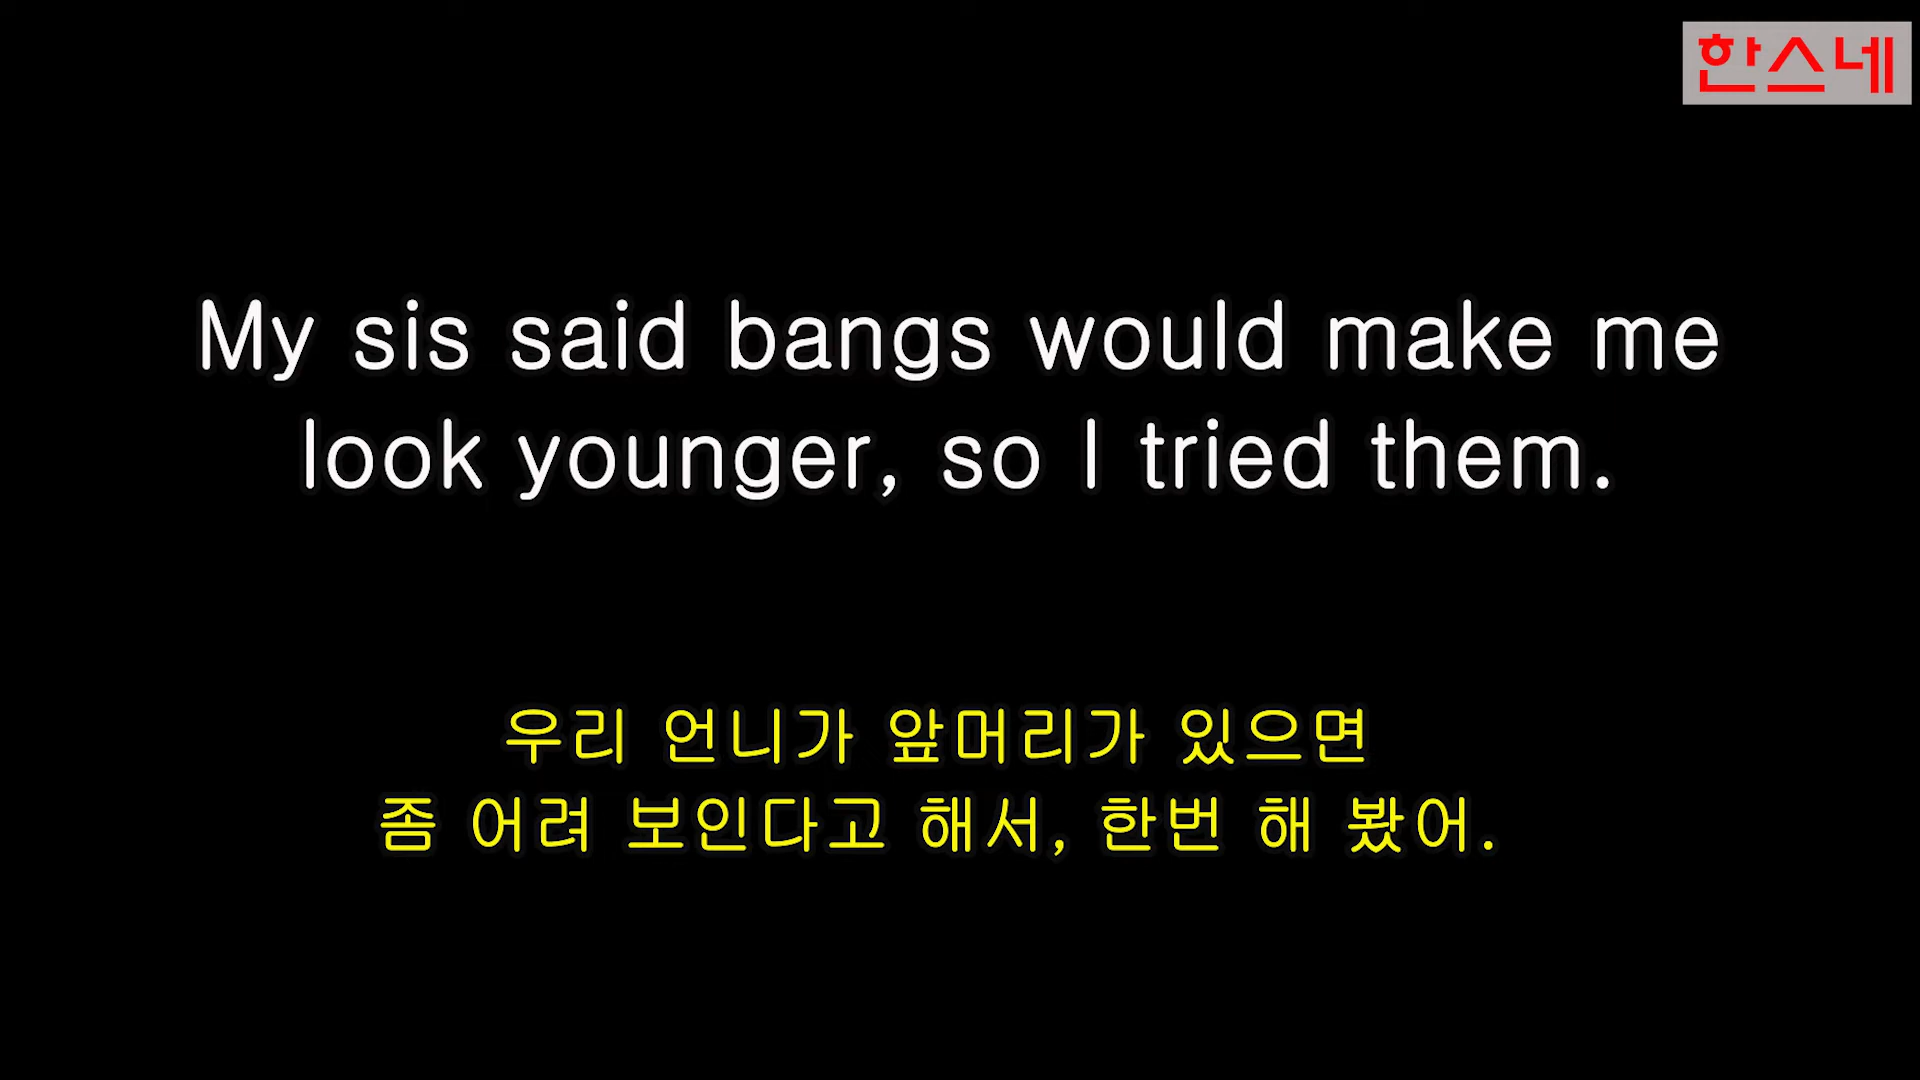 한스네
My sis said bangs would make me
look younger, so I tried them.
우리 언니가 앞머리가 있으면
좀 어려 보인다고 해서, 한번 해 봤어.